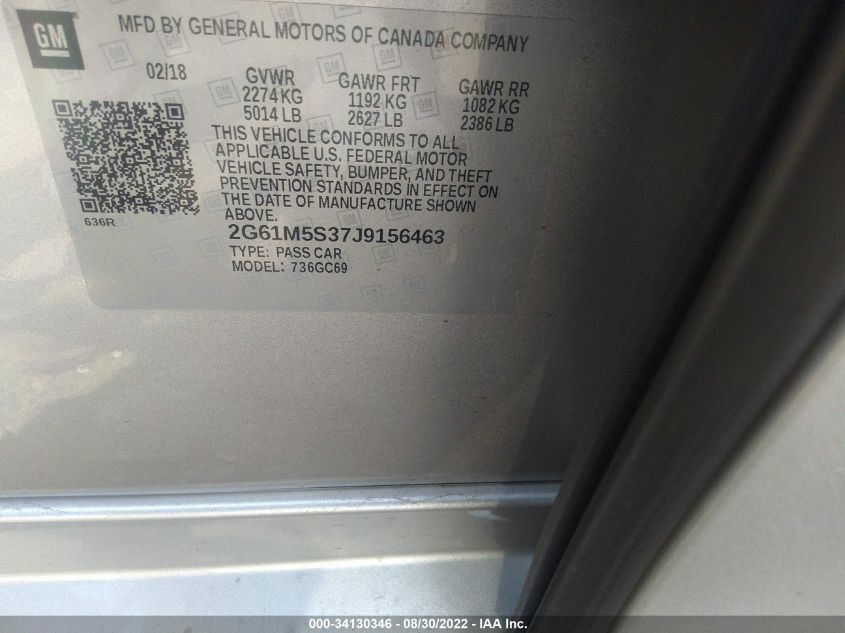 GM
MFD BY GENERAL MOTORS OF CANADA COMPANY
02/18 GVWR GAWR FRT GAWR RR
2274 KG 1192 KG 1082 KG
5014 LB 2627 LB 2386 LB
THIS VEHICLE CONFORMS TO ALL
APPLICABLE U.S. FEDERAL MOTOR
VEHICLE SAFETY, BUMPER, AND THEFT
PREVENTION STANDARDS IN EFFECT ON
THE DATE OF MANUFACTURE SHOWN
ABOVE.
636R
2G61M5S37J9156463
TYPE: PASS CAR
MODEL: 736GC69
000-34130346 - 08/30/2022 - IAA Inc.